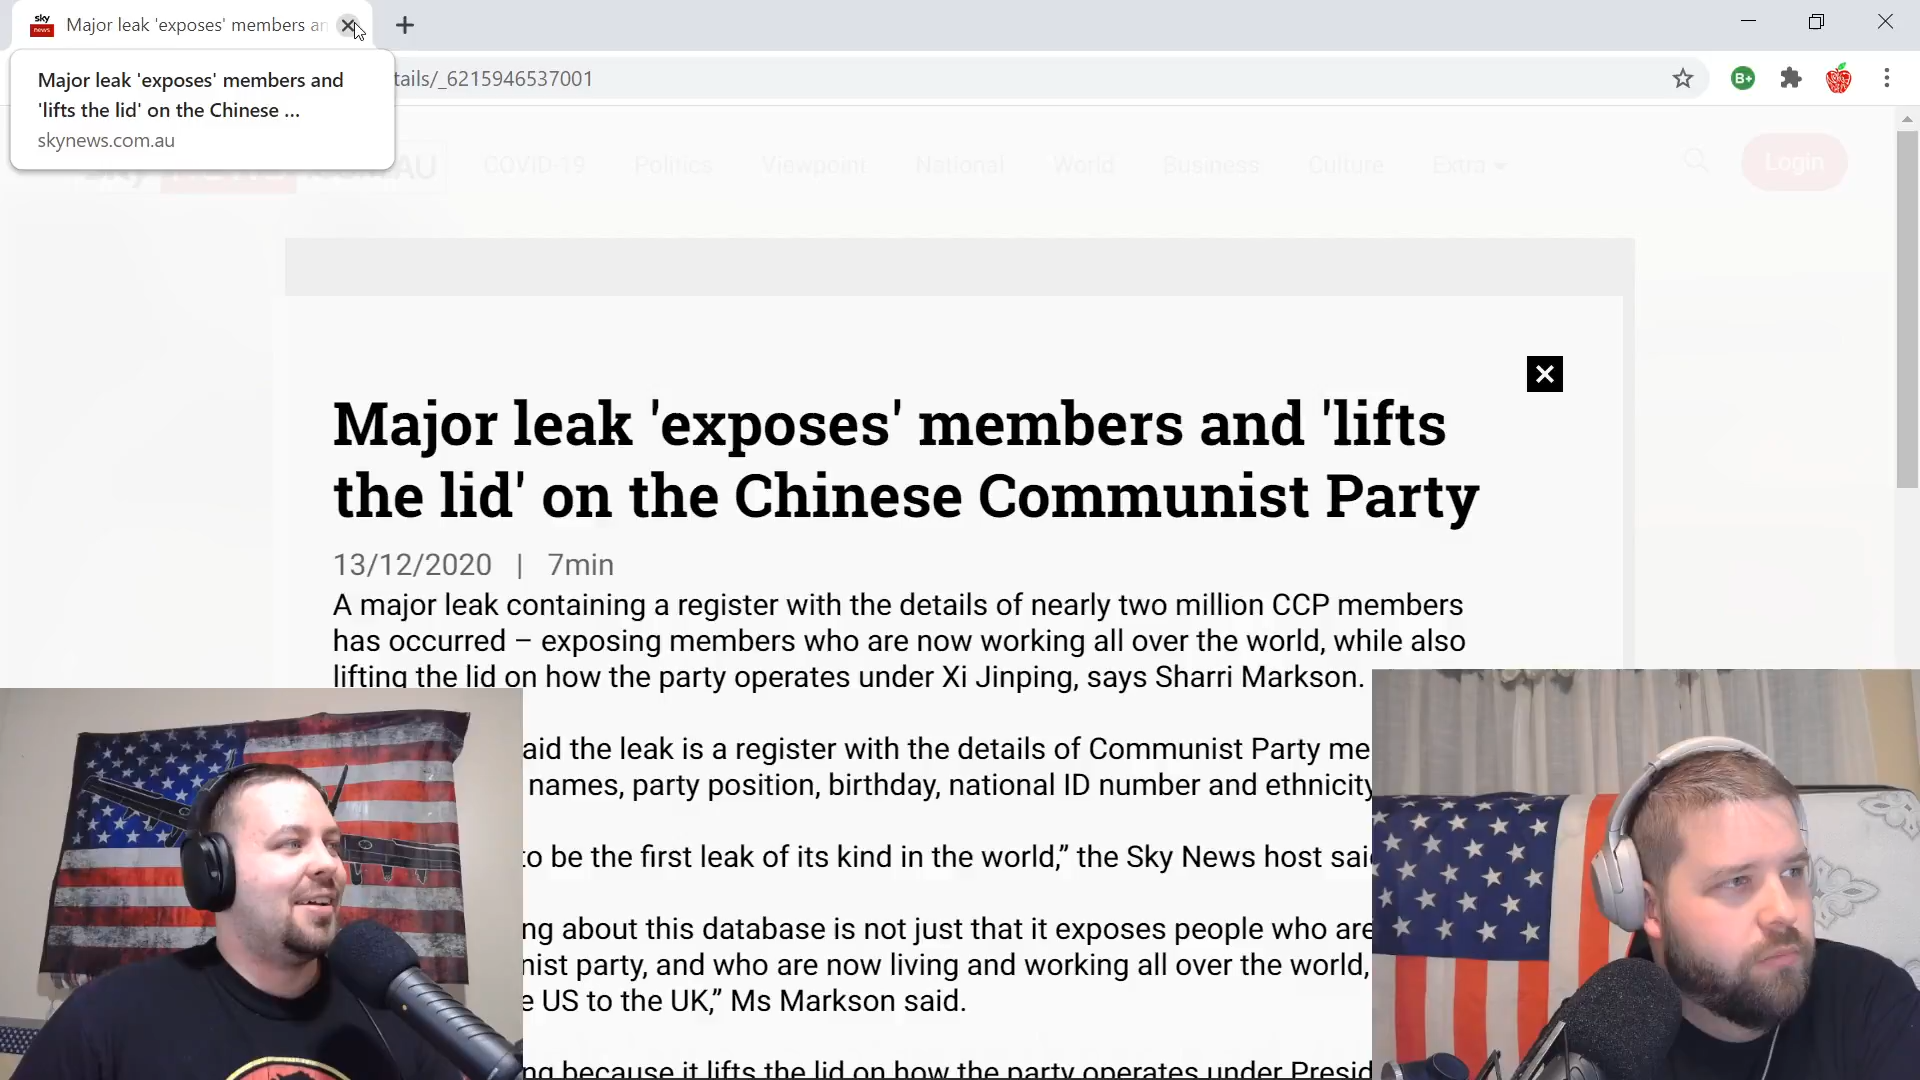 sky
news
Major leak 'exposes' members an
Major leak 'exposes' members and
'lifts the lid' on the Chinese ...
skynews.com.au
tails/_6215946537001
B+
COVID-19 Politics Viewpoint National World Business Culture Extra
Login
Major leak 'exposes' members and 'lifts
the lid' on the Chinese Communist Party
13/12/2020 | 7min
A major leak containing a register with the details of nearly two million CCP members
has occurred – exposing members who are now working all over the world, while also
lifting the lid on how the party operates under Xi Jinping, says Sharri Markson.
aid the leak is a register with the details of Communist Party me
names, party position, birthday, national ID number and ethnicity
to be the first leak of its kind in the world,” the Sky News host said
ng about this database is not just that it exposes people who are
nist party, and who are now living and working all over the world,
e US to the UK,” Ms Markson said.
ng because it lifts the lid on how the party operates under Presid